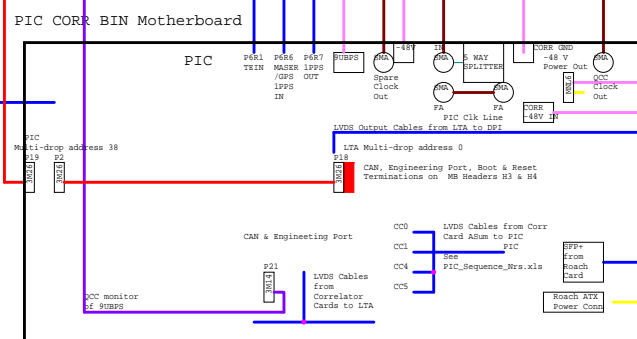 PIC CORR BIN Motherboard
PIC
P6R1
TEIN
P6R6
MASER
/GPS
1PPS
IN
P6R7
1PPS
OUT
9UBPS
SMA
Spare
Clock
Out
-48V
IN
SMA
5 WAY
SPLITTER
SMA
FA
SMA
FA
PIC Clk Line
CORR GND
-48 V
Power Out
MNL6
SMA
QCC
Clock
Out
CORR
-48V IN
LVDS Output Cables from LTA to DPI
PIC
Multi-drop address 38
P19
3M26
P2
3M26
LTA Multi-drop address 0
P18
3M26
CAN, Engineering Port, Boot & Reset
Terminations on MB Headers H3 & H4
CAN & Engineeting Port
P21
3M14
QCC monitor
of 9UBPS
LVDS Cables
from
Correlator
Cards to LTA
CC0
CC1
CC4
CC5
LVDS Cables from Corr
Card ASum to PIC
PIC
See
PIC_Sequence_Nrs.xls
SFP+
from
Roach
Card
Roach ATX
Power Conn